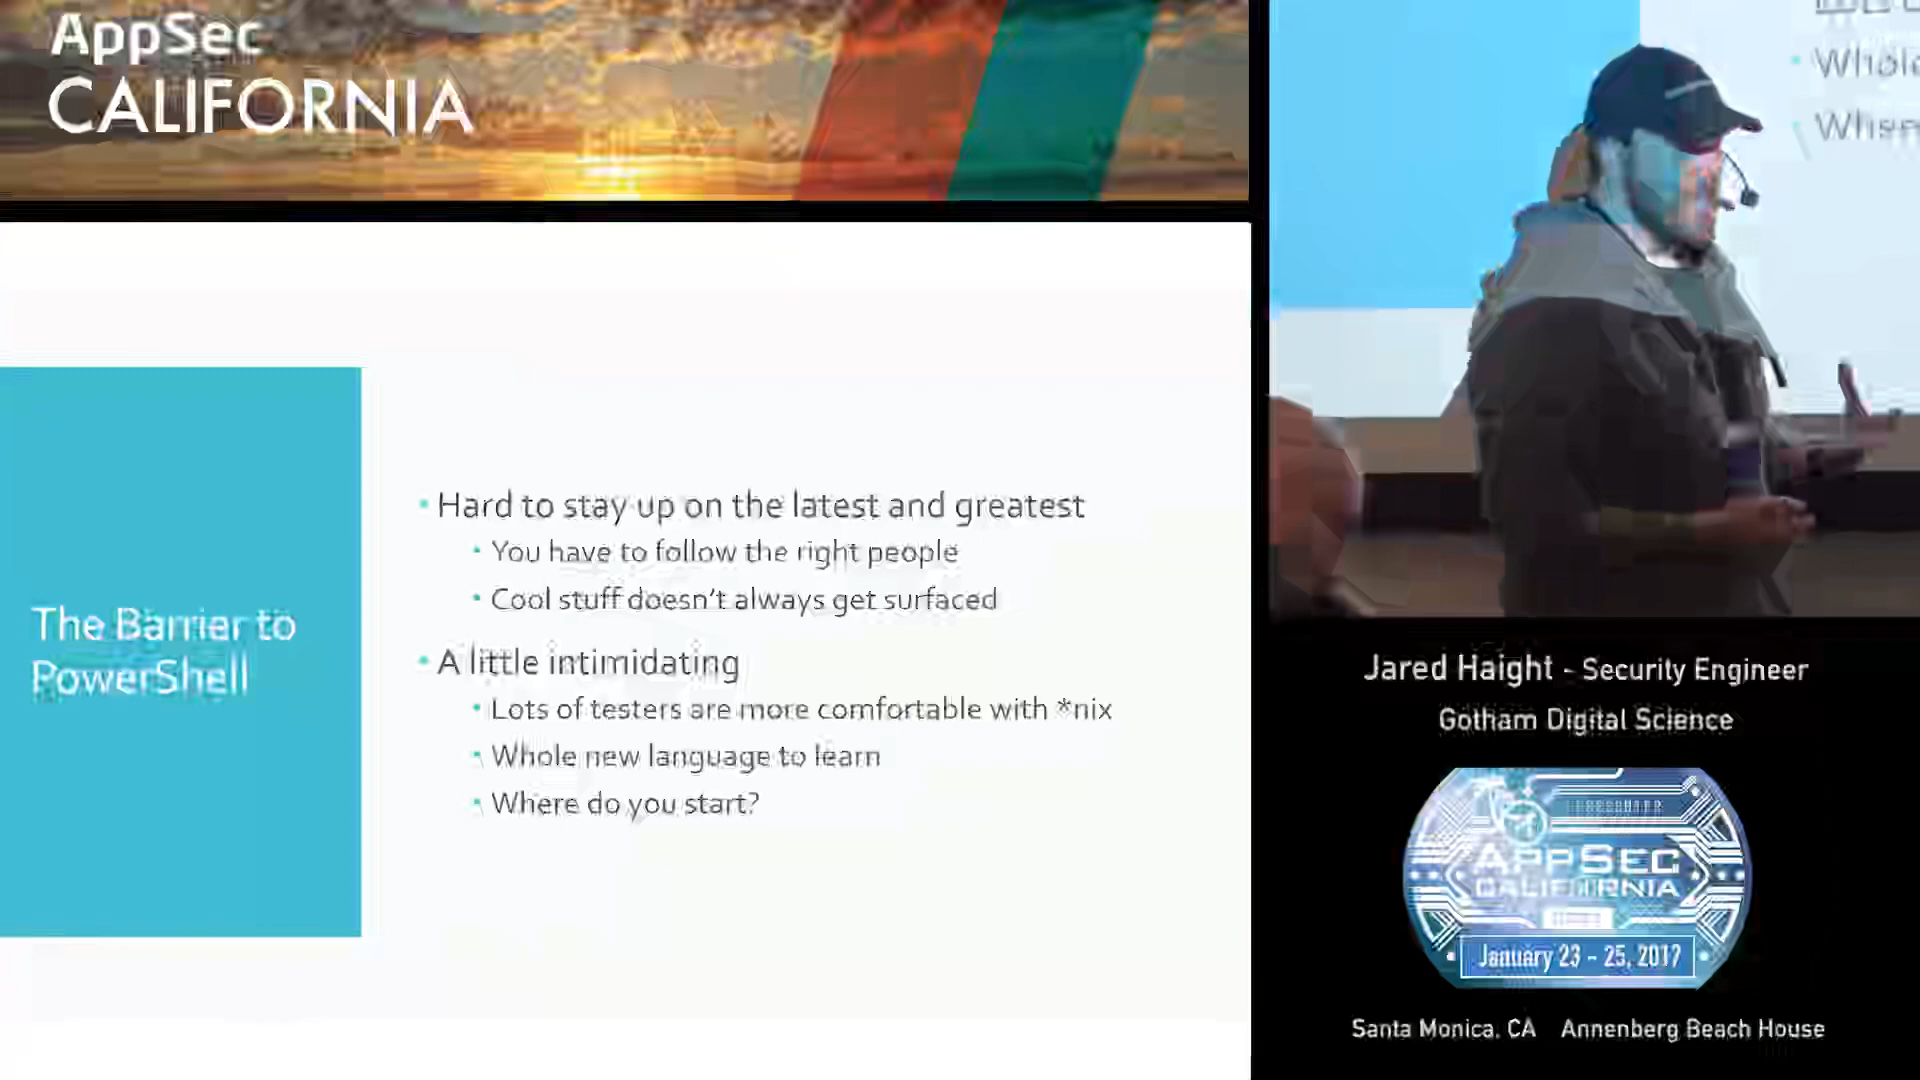 AppSec
CALIFORNIA
The Barrier to
PowerShell
• Hard to stay up on the latest and greatest
• You have to follow the right people
• Cool stuff doesn't always get surfaced
• A little intimidating
• Lots of testers are more comfortable with *nix
• Whole new language to learn
• Where do you start?
Jared Haight - Security Engineer
Gotham Digital Science
APPSEC
CALIFORNIA
January 23 - 25, 2017
Santa Monica, CA Annenberg Beach House